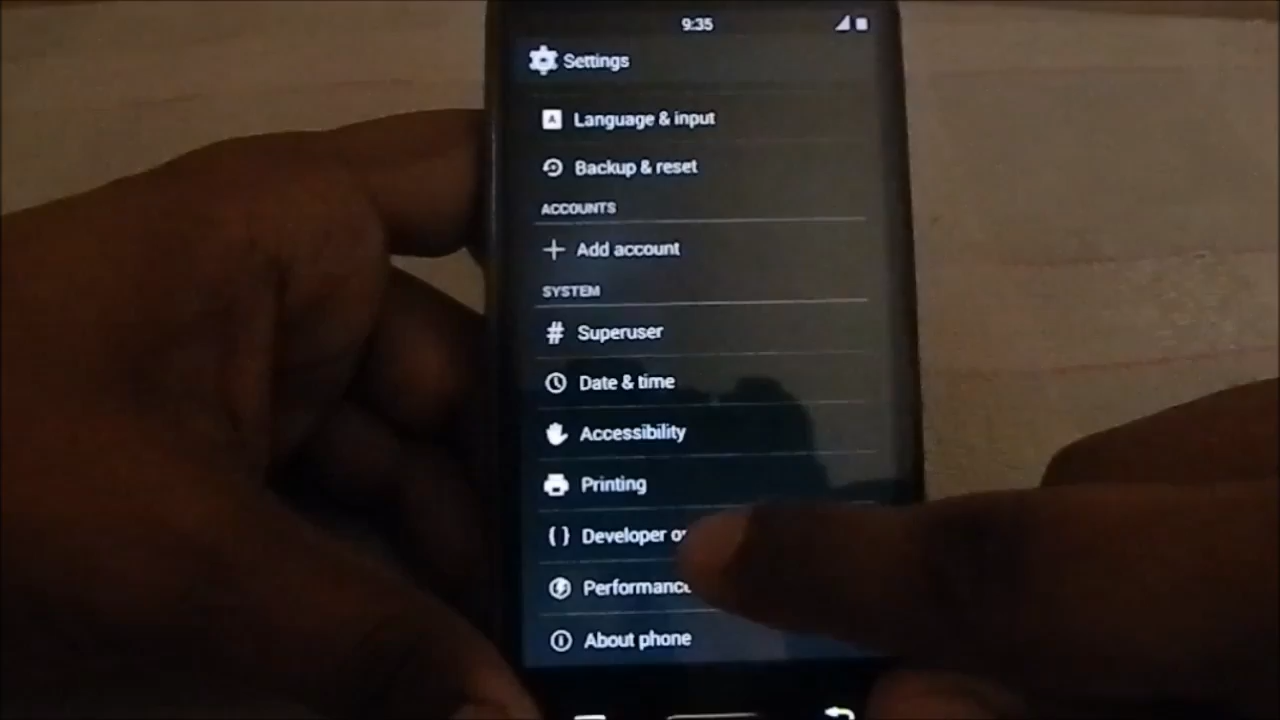 9:35
Settings
Language & input
Backup & reset
ACCOUNTS
Add account
SYSTEM
# Superuser
Date & time
Accessibility
Printing
{ } Developer o
Performanc
About phone